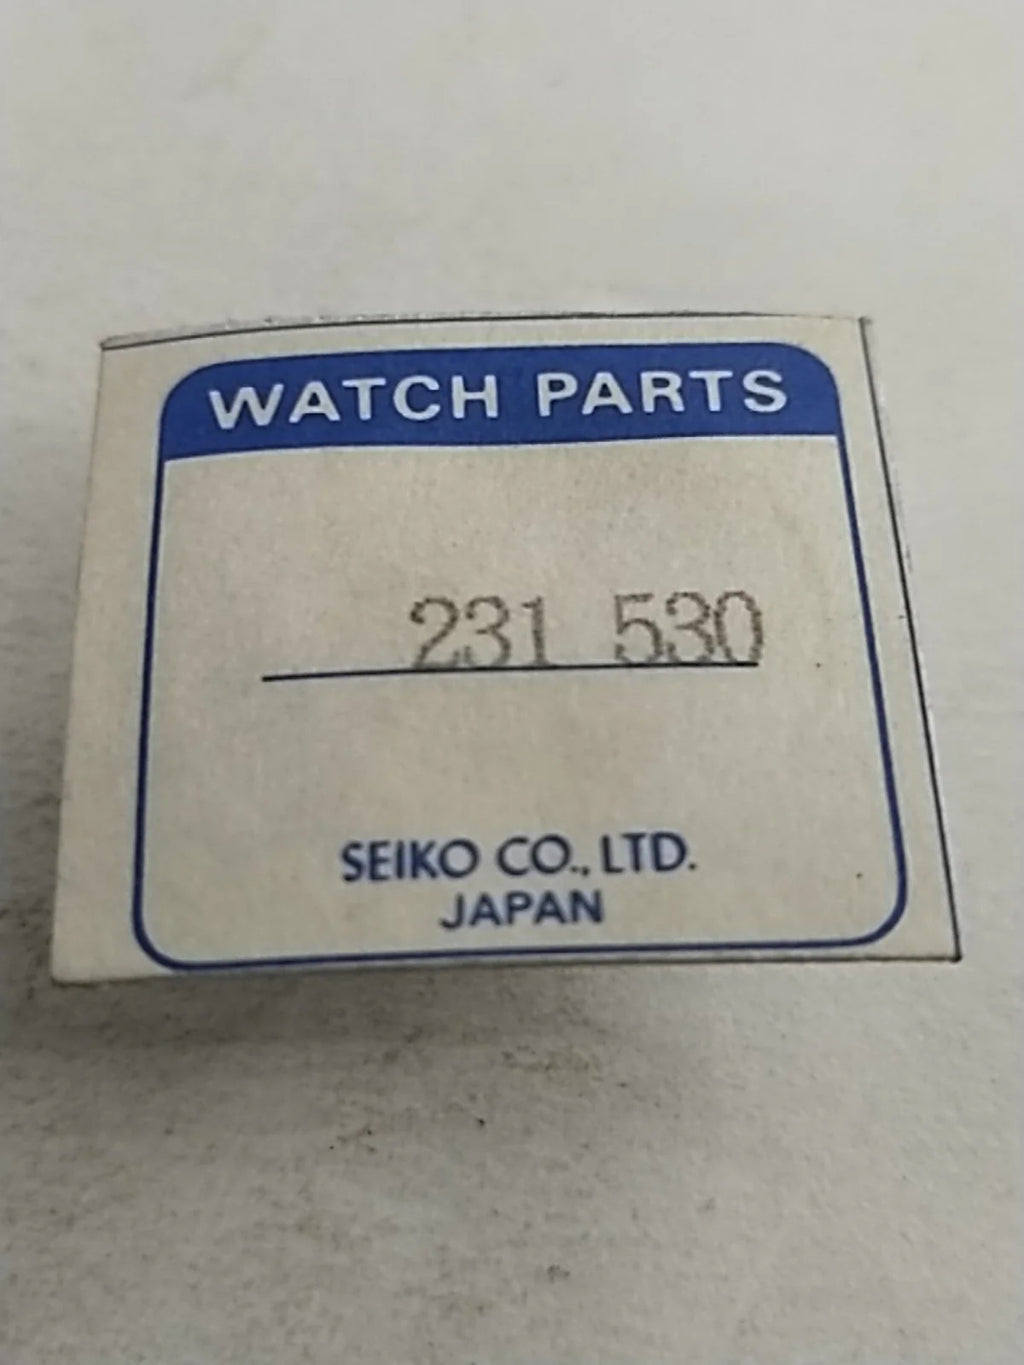 WATCH PARTS
231 530
SEIKO CO., LTD.
JAPAN